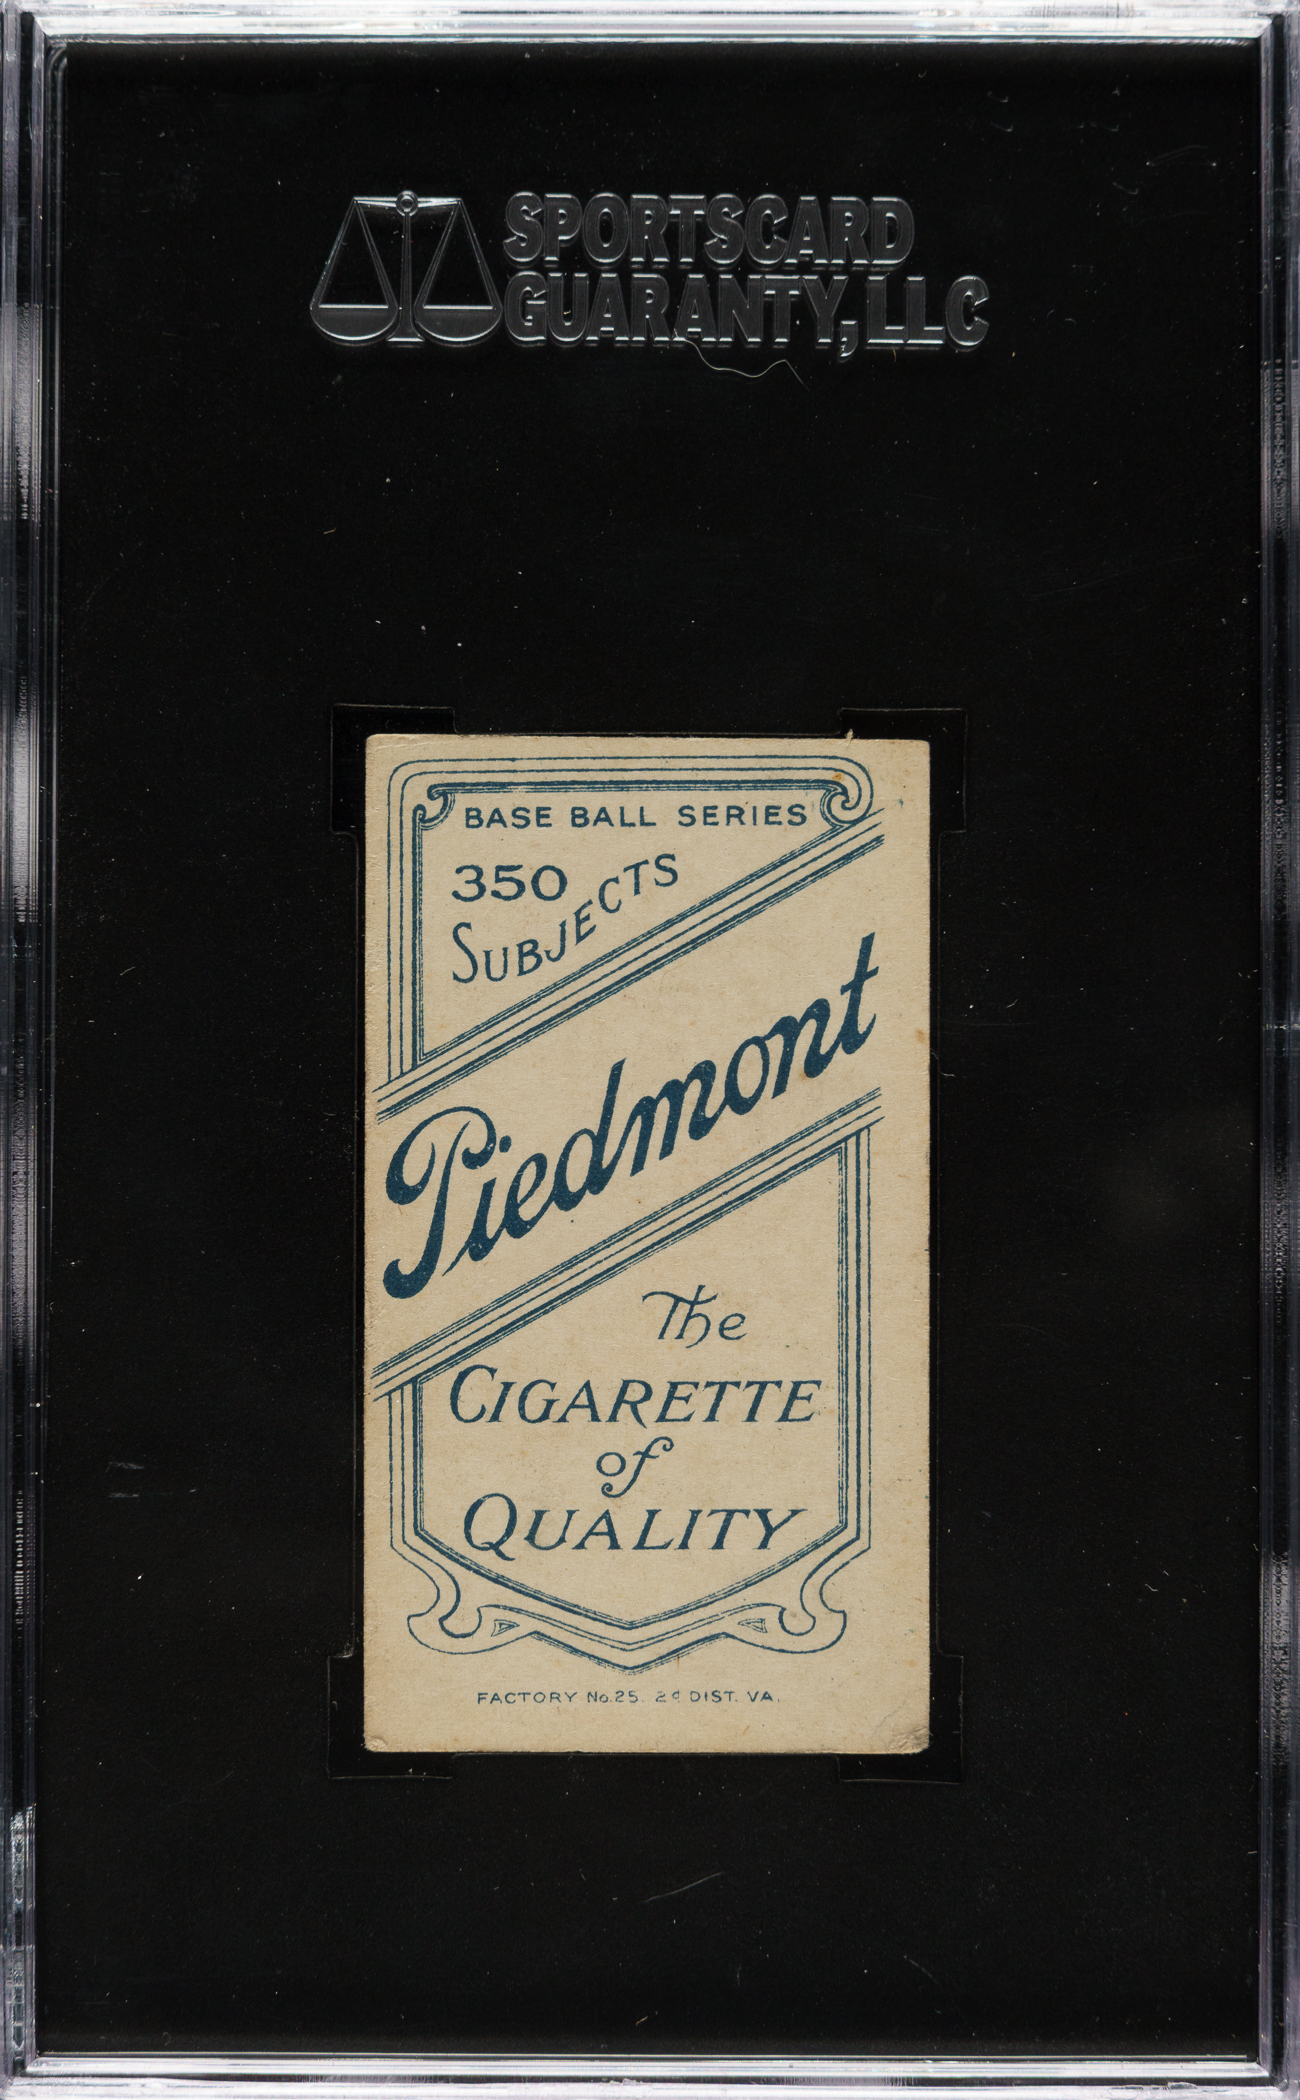 SPORTSCARD
GUARANTY, LLC
BASE BALL SERIES
350
SUBJECTS
Piedmont
The
CIGARETTE
of
QUALITY
FACTORY No. 25. 2d DIST. VA.